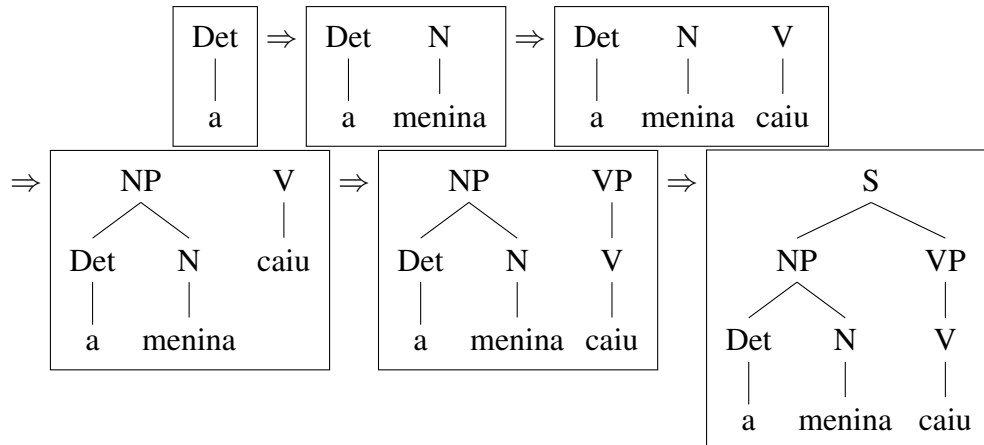 Det ⇒ Det N ⇒ Det N V
a a menina a menina caiu
⇒ NP V ⇒ NP VP ⇒ S
Det N caiu Det N V NP VP
a menina a menina caiu Det N V
a menina caiu